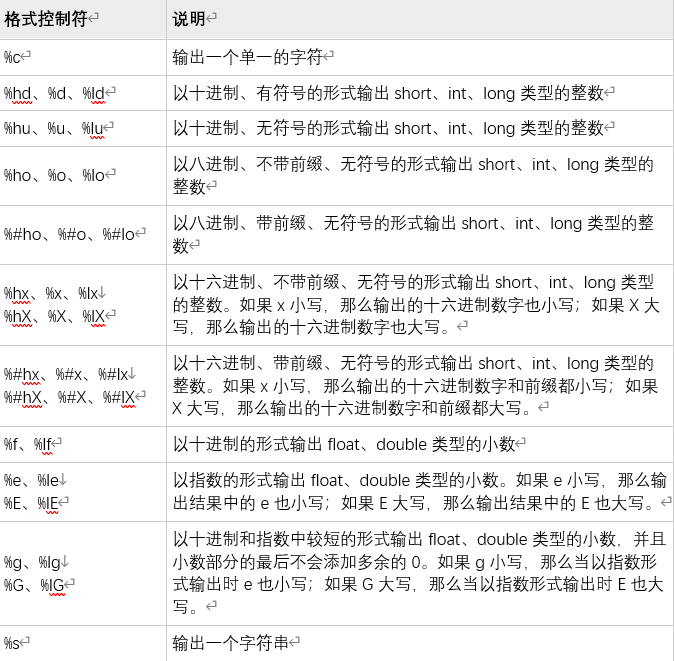 格式控制符 说明
%c 输出一个单一的字符
%hd、%d、%ld 以十进制、有符号的形式输出 short、int、long 类型的整数
%hu、%u、%lu 以十进制、无符号的形式输出 short、int、long 类型的整数
%ho、%o、%lo 以八进制、不带前缀、无符号的形式输出 short、int、long 类型的
整数
%#ho、%#o、%#lo 以八进制、带前缀、无符号的形式输出 short、int、long 类型的整
数
%hx、%x、%lx
%hX、%X、%lX
以十六进制、不带前缀、无符号的形式输出 short、int、long 类型
的整数。如果 x 小写，那么输出的十六进制数字也小写；如果 X 大
写，那么输出的十六进制数字也大写。
%#hx、%#x、%#lx
%#hX、%#X、%#lX
以十六进制、带前缀、无符号的形式输出 short、int、long 类型的
整数。如果 x 小写，那么输出的十六进制数字和前缀都小写；如果
X 大写，那么输出的十六进制数字和前缀都大写。
%f、%lf 以十进制的形式输出 float、double 类型的小数
%e、%le
%E、%lE
以指数的形式输出 float、double 类型的小数。如果 e 小写，那么输
出结果中的 e 也小写；如果 E 大写，那么输出结果中的 E 也大写。
%g、%lg
%G、%lG
以十进制和指数中较短的形式输出 float、double 类型的小数，并且
小数部分的最后不会添加多余的 0。如果 g 小写，那么当以指数形
式输出时 e 也小写；如果 G 大写，那么当以指数形式输出时 E 也大
写。
%s 输出一个字符串